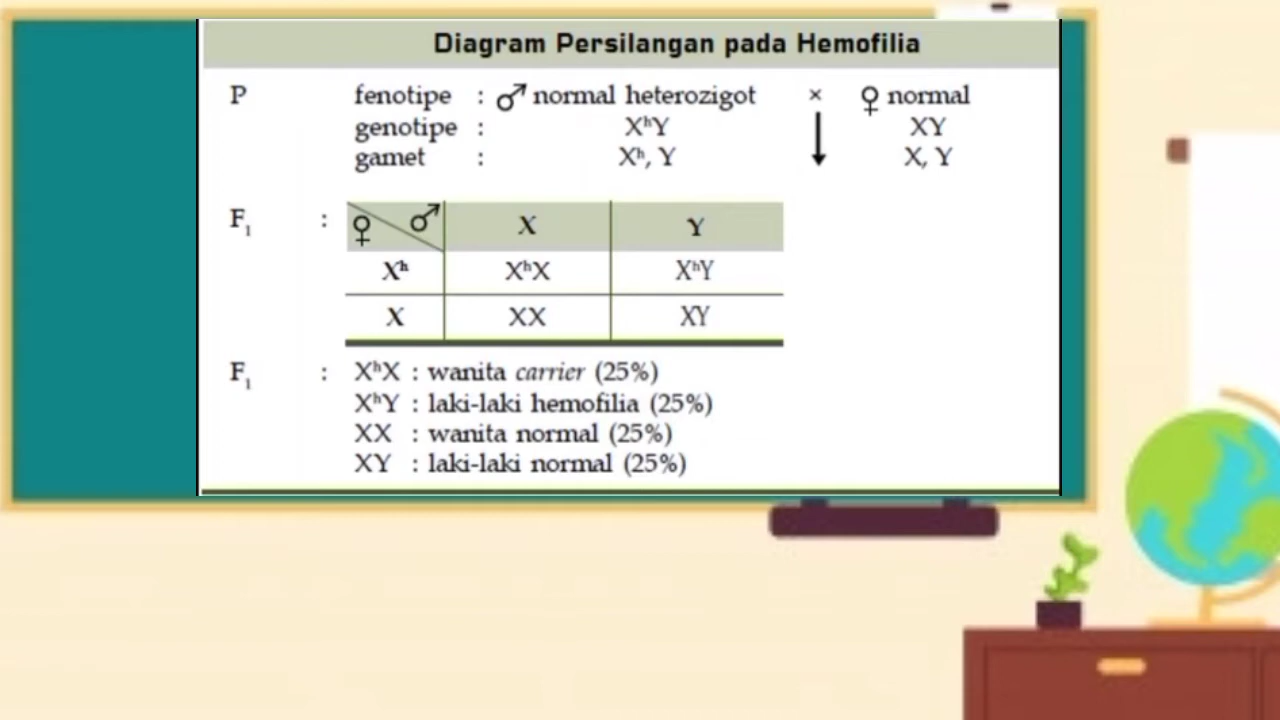 Diagram Persilangan pada Hemofilia
P fenotipe : ♂ normal heterozigot × ♀ normal
genotipe : XʰY XY
gamet : Xʰ, Y X, Y
F₁ : ♀ ♂ X Y
Xʰ XʰX XʰY
X XX XY
F₁ : XʰX : wanita carrier (25%)
XʰY : laki-laki hemofilia (25%)
XX : wanita normal (25%)
XY : laki-laki normal (25%)